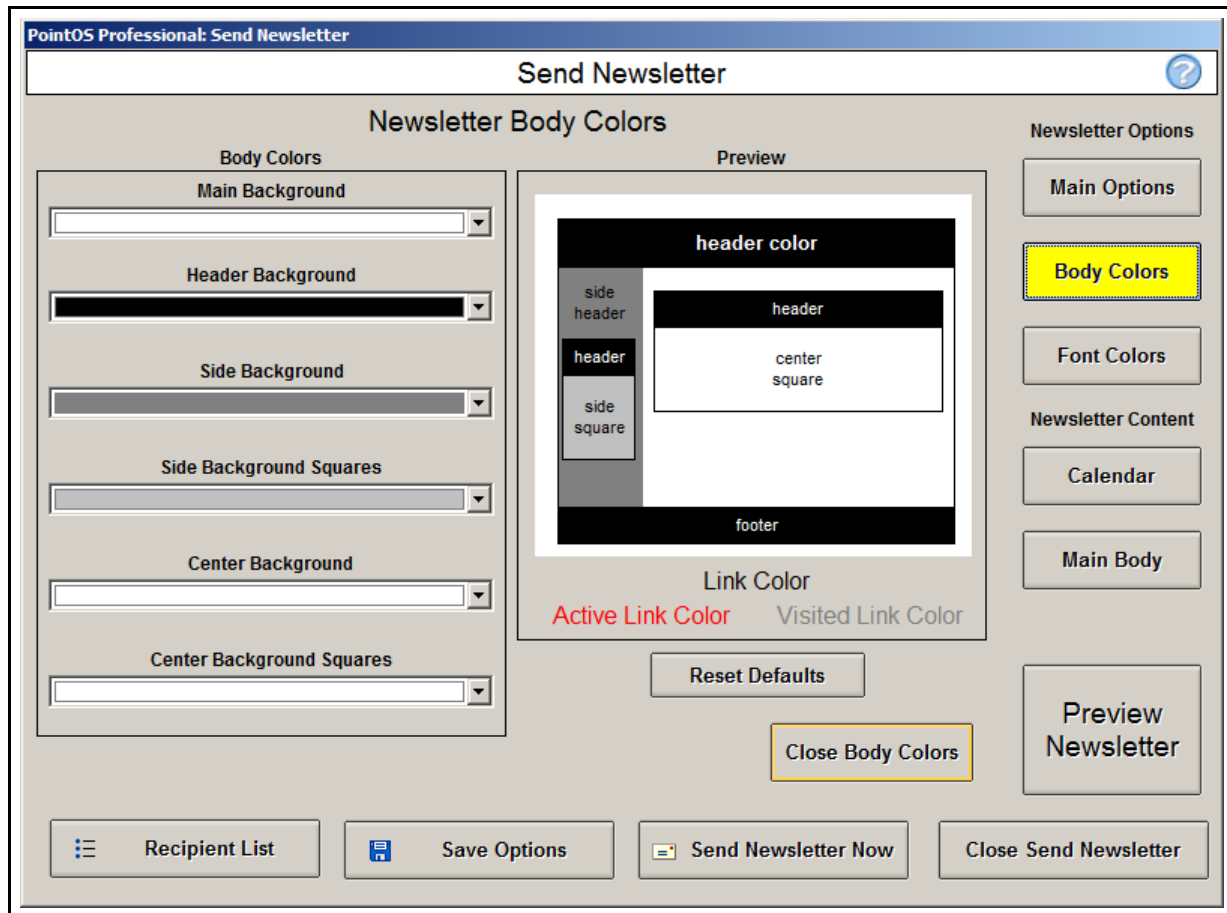 PointOS Professional: Send Newsletter
Send Newsletter
?
Newsletter Body Colors
Body Colors
Main Background
Header Background
Side Background
Side Background Squares
Center Background
Center Background Squares
Preview
header color
side
header
header
side
square
header
center
square
footer
Link Color
Active Link Color
Visited Link Color
Reset Defaults
Close Body Colors
Newsletter Options
Main Options
Body Colors
Font Colors
Newsletter Content
Calendar
Main Body
Preview
Newsletter
Recipient List
Save Options
Send Newsletter Now
Close Send Newsletter